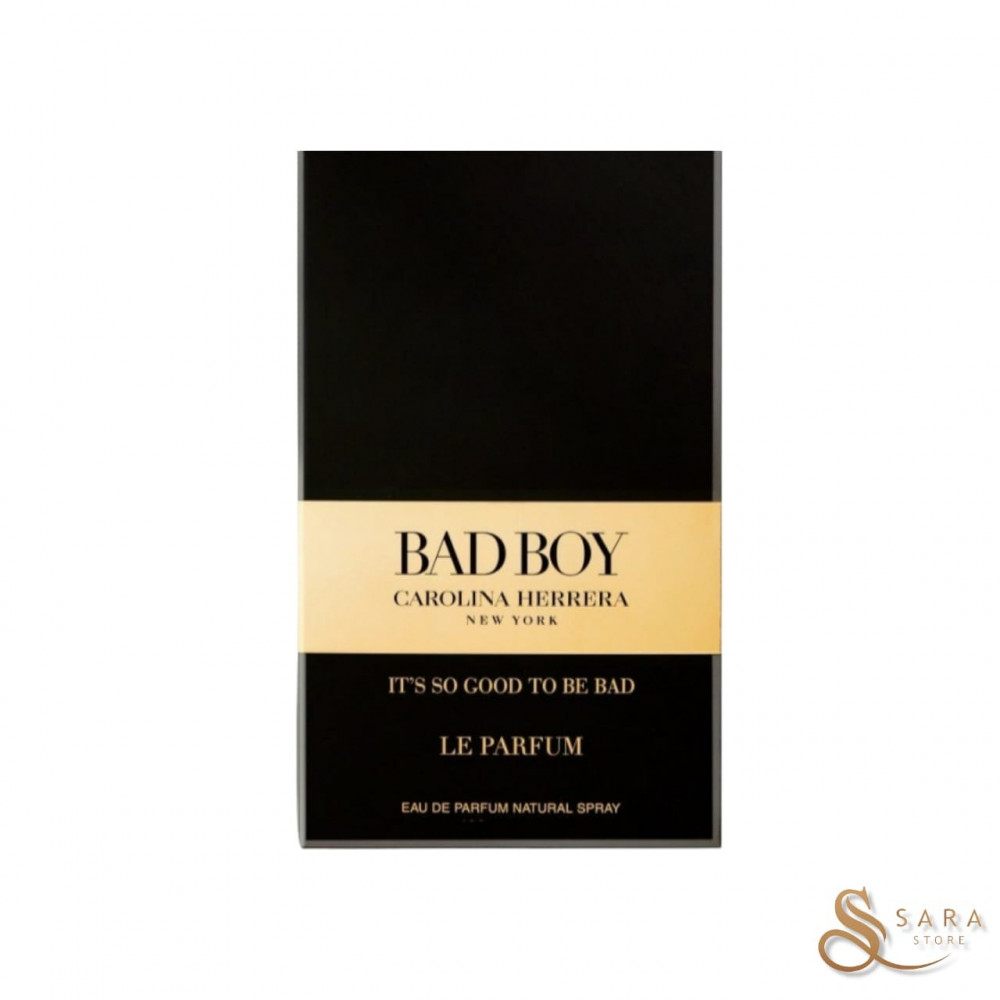 BAD BOY
CAROLINA HERRERA
NEW YORK
IT'S SO GOOD TO BE BAD
LE PARFUM
EAU DE PARFUM NATURAL SPRAY
SARA
STORE